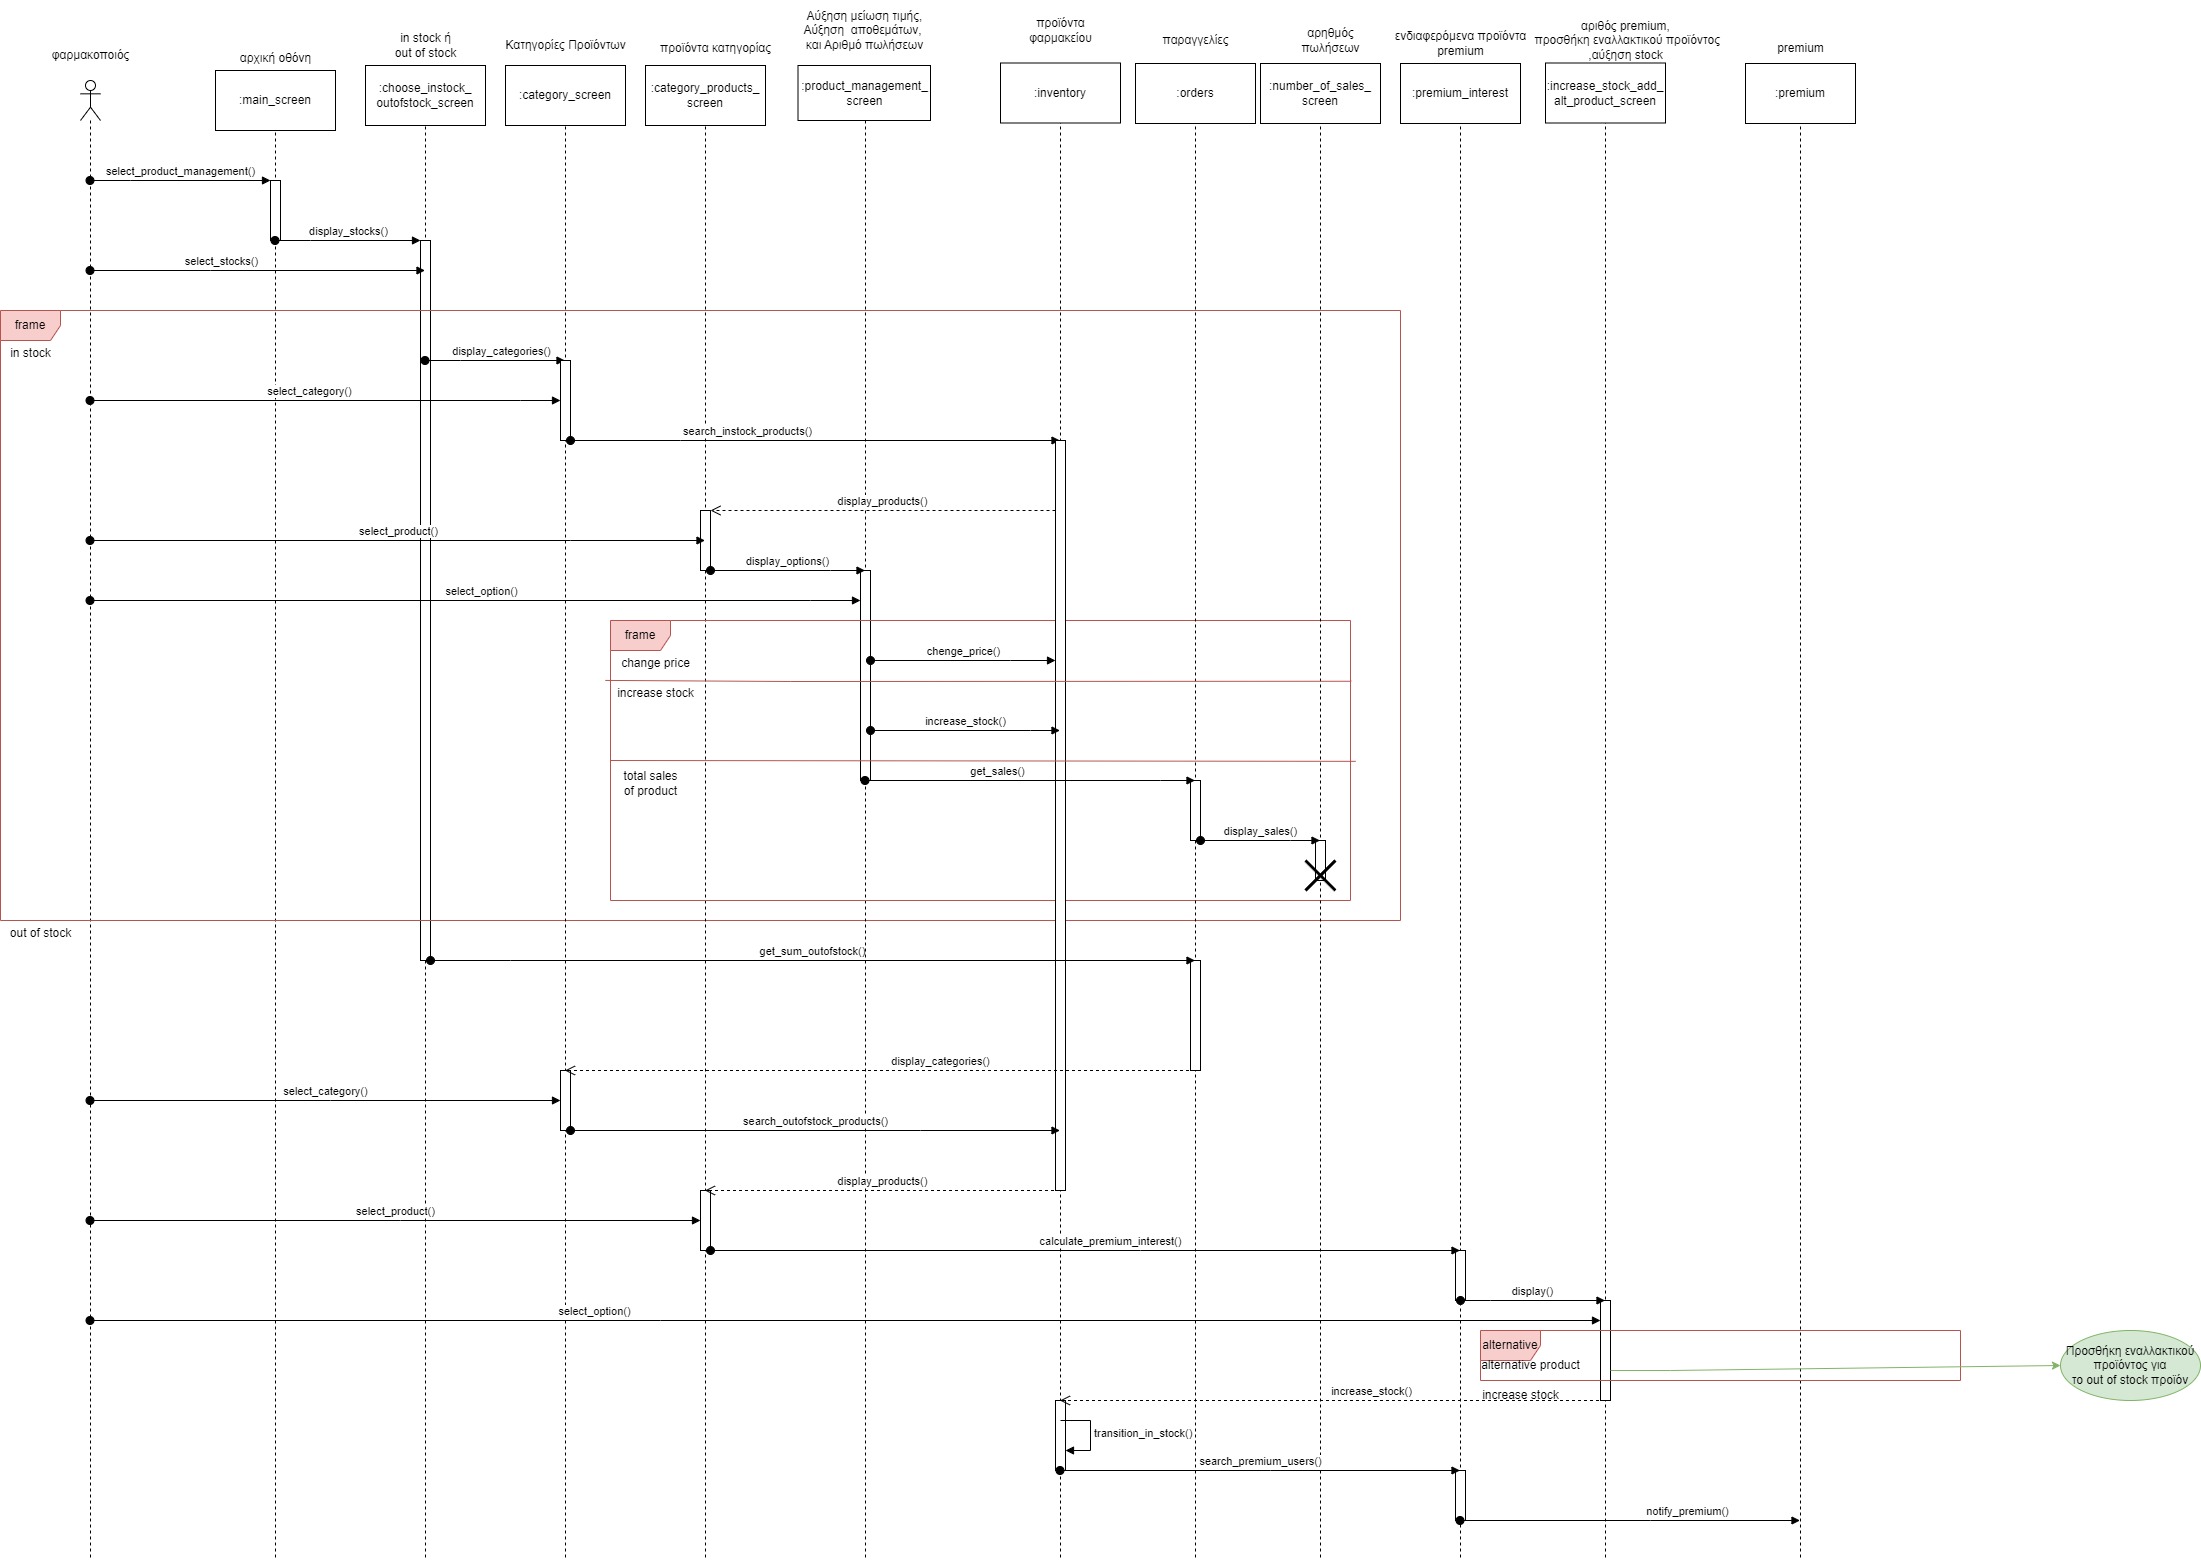 φαρμακοποιός
αρχική οθόνη
in stock ή
out of stock
Κατηγορίες Προϊόντων
προϊόντα κατηγορίας
Αύξηση μείωση τιμής,
Αύξηση αποθεμάτων,
και Αριθμό πωλήσεων
προϊόντα
φαρμακείου
παραγγελίες
αρηθμός
πωλήσεων
ενδιαφερόμενα προϊόντα
premium
αριθός premium,
προσθήκη εναλλακτικού προϊόντος
,αύξηση stock
premium
:main_screen
:choose_instock_
outofstock_screen
:category_screen
:category_products_
screen
:product_management_
screen
:inventory
:orders
:number_of_sales_
screen
:premium_interest
:increase_stock_add_
alt_product_screen
:premium
select_product_management()
display_stocks()
select_stocks()
frame
in stock
display_categories()
select_category()
search_instock_products()
display_products()
select_product()
display_options()
select_option()
frame
change price
chenge_price()
increase stock
increase_stock()
total sales
of product
get_sales()
display_sales()
out of stock
get_sum_outofstock()
display_categories()
select_category()
search_outofstock_products()
display_products()
select_product()
calculate_premium_interest()
display()
select_option()
alternative
alternative product
Προσθήκη εναλλακτικού
προϊόντος για
το out of stock προϊόν
increase_stock()
increase stock
transition_in_stock()
search_premium_users()
notify_premium()